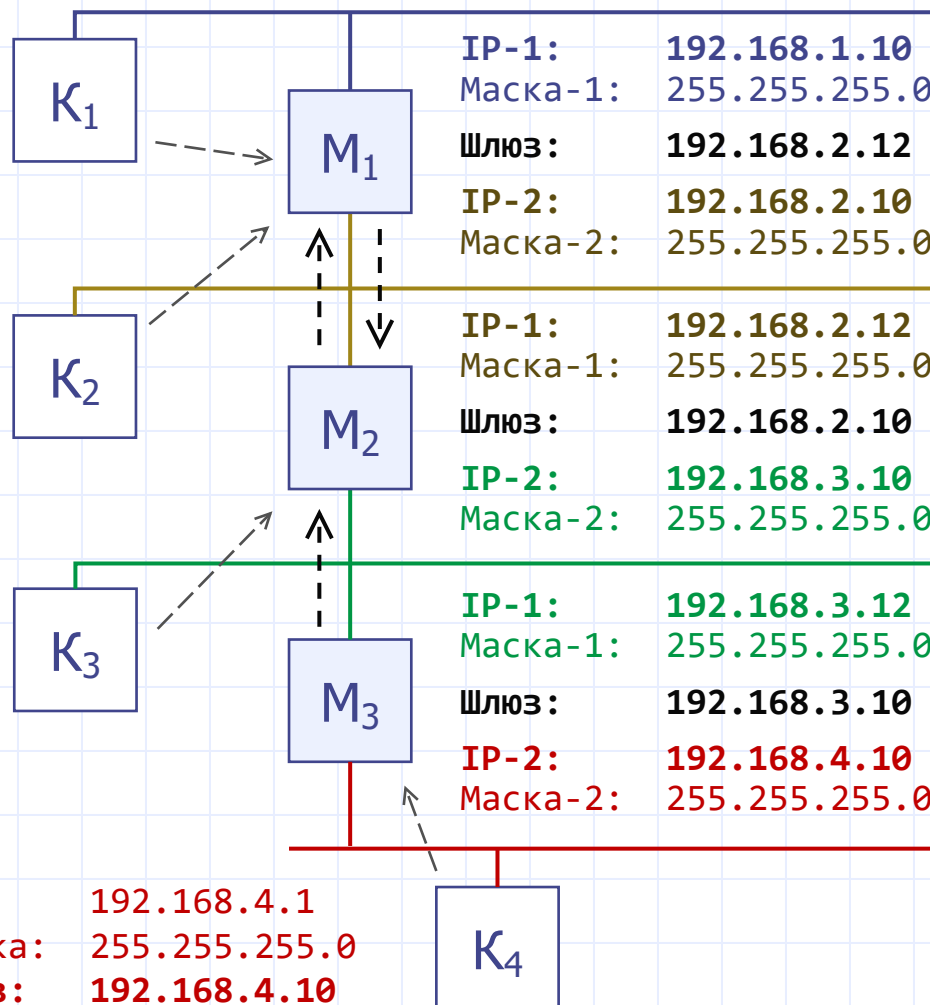 К1
М1
IP-1: 192.168.1.10
Маска-1: 255.255.255.0
Шлюз: 192.168.2.12
IP-2: 192.168.2.10
Маска-2: 255.255.255.0
К2
М2
IP-1: 192.168.2.12
Маска-1: 255.255.255.0
Шлюз: 192.168.2.10
IP-2: 192.168.3.10
Маска-2: 255.255.255.0
К3
М3
IP-1: 192.168.3.12
Маска-1: 255.255.255.0
Шлюз: 192.168.3.10
IP-2: 192.168.4.10
Маска-2: 255.255.255.0
192.168.4.1
ка: 255.255.255.0
з: 192.168.4.10
К4